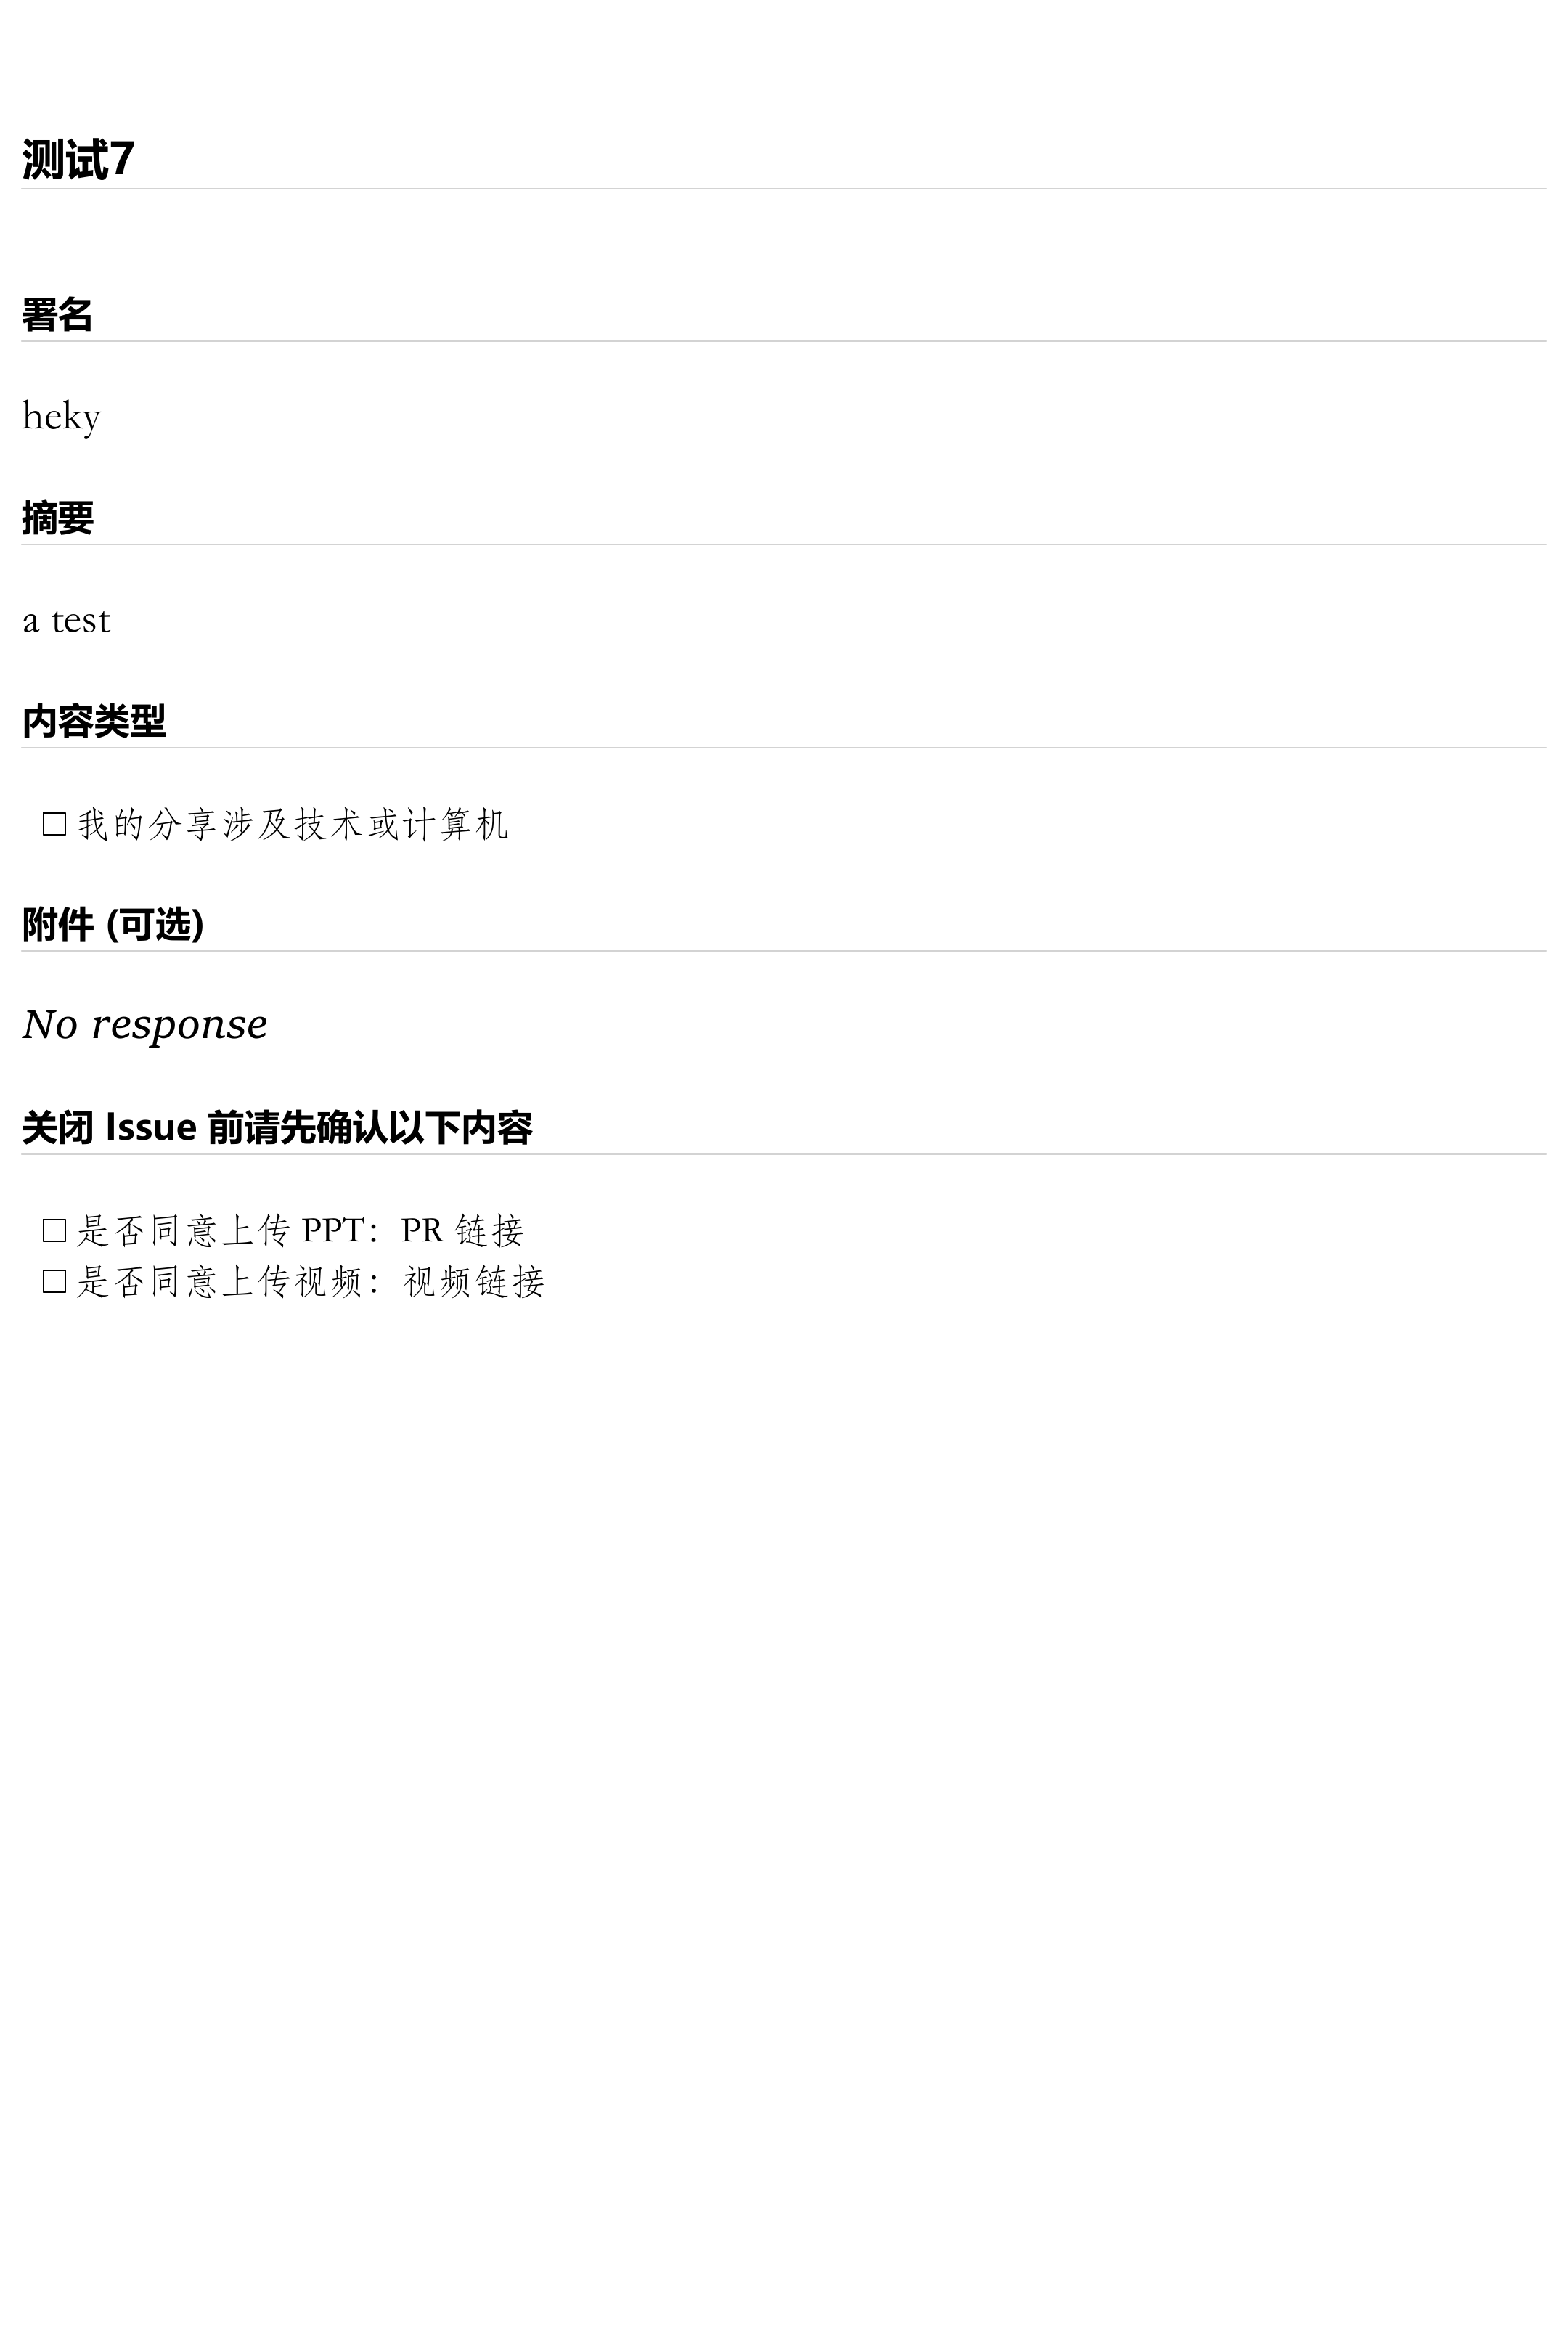 测试7
署名
heky
摘要
a test
内容类型
☐ 我的分享涉及技术或计算机
附件 (可选)
No response
关闭 Issue 前请先确认以下内容
☐ 是否同意上传 PPT：PR 链接
☐ 是否同意上传视频：视频链接